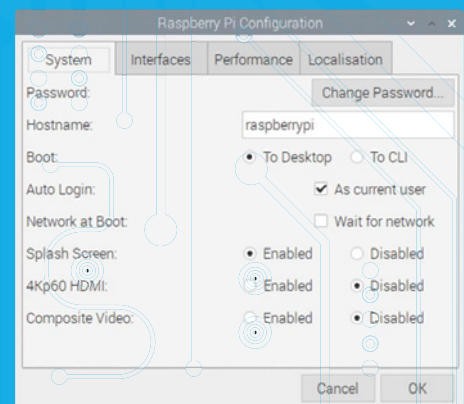 Raspberry Pi Configuration
System Interfaces Performance Localisation
Password: Change Password...
Hostname: raspberrypi
Boot: To Desktop To CLI
Auto Login: As current user
Network at Boot: Wait for network
Splash Screen: Enabled Disabled
4Kp60 HDMI: Enabled Disabled
Composite Video: Enabled Disabled
Cancel OK